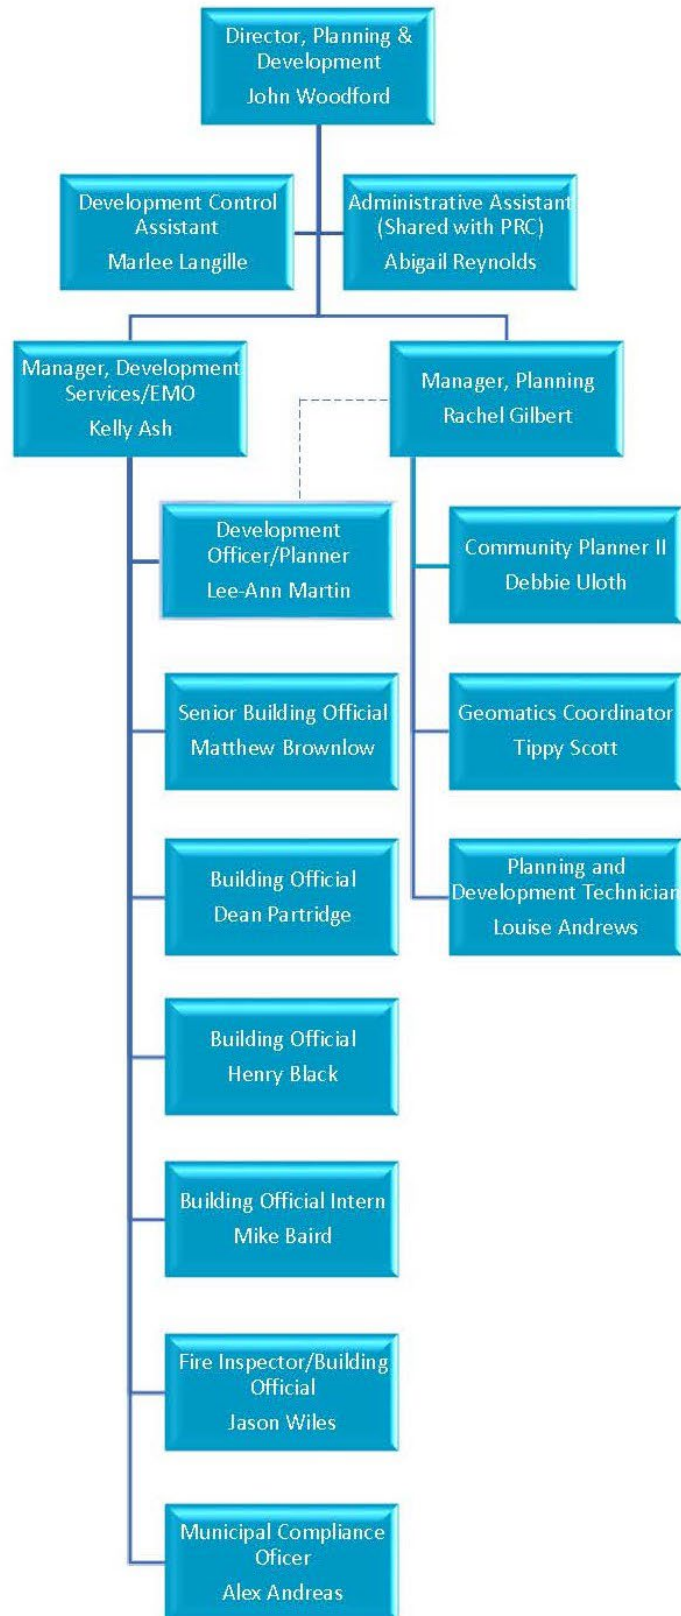 Director, Planning &
Development
John Woodford
Development Control
Assistant
Marlee Langille
Administrative Assistant
(Shared with PRC)
Abigail Reynolds
Manager, Development
Services/EMO
Kelly Ash
Manager, Planning
Rachel Gilbert
Development
Officer/Planner
Lee-Ann Martin
Community Planner II
Debbie Uloth
Senior Building Official
Matthew Brownlow
Geomatics Coordinator
Tippy Scott
Building Official
Dean Partridge
Planning and
Development Technician
Louise Andrews
Building Official
Henry Black
Building Official Intern
Mike Baird
Fire Inspector/Building
Official
Jason Wiles
Municipal Compliance
Oficer
Alex Andreas